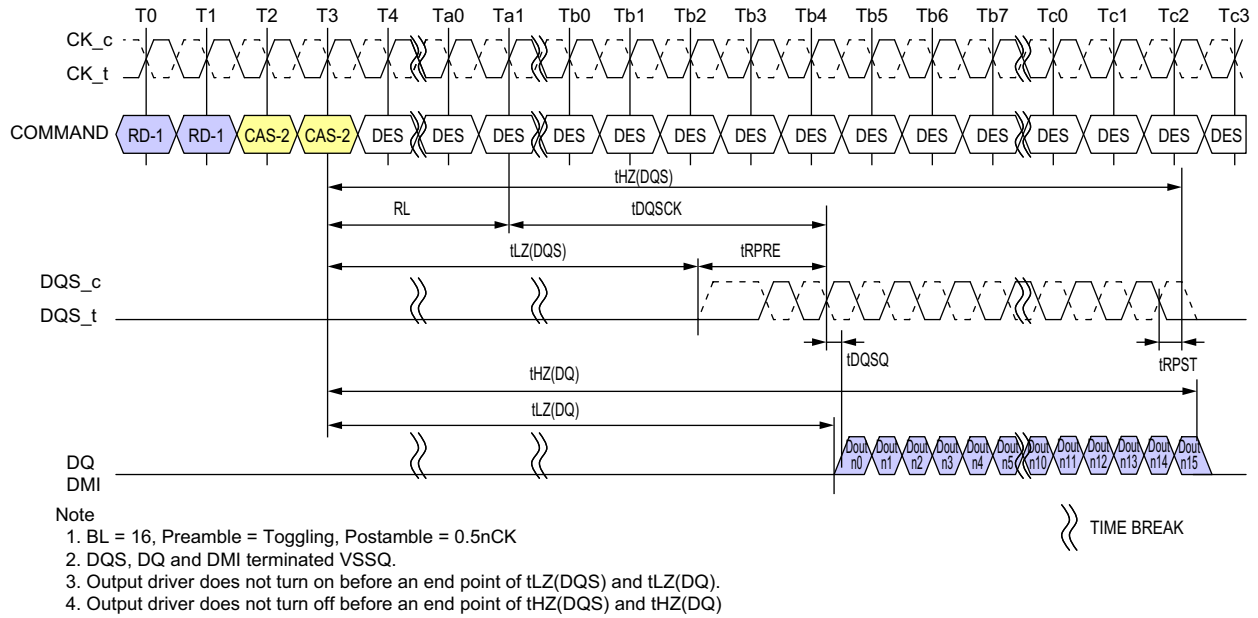 T0 T1 T2 T3 T4 Ta0 Ta1 Tb0 Tb1 Tb2 Tb3 Tb4 Tb5 Tb6 Tb7 Tc0 Tc1 Tc2 Tc3
CK_c
CK_t
COMMAND RD-1 RD-1 CAS-2 CAS-2 DES DES DES DES DES DES DES DES DES DES DES DES DES DES DES
tHZ(DQS)
RL tDQSCK
tLZ(DQS) tRPRE
DQS_c
DQS_t
tDQSQ tRPST
tHZ(DQ)
tLZ(DQ)
Dout Dout Dout Dout Dout Dout Dout Dout Dout Dout Dout Dout
n0 n1 n2 n3 n4 n5 n10 n11 n12 n13 n14 n15
DQ
DMI
Note
1. BL = 16, Preamble = Toggling, Postamble = 0.5nCK
2. DQS, DQ and DMI terminated VSSQ.
3. Output driver does not turn on before an end point of tLZ(DQS) and tLZ(DQ).
4. Output driver does not turn off before an end point of tHZ(DQS) and tHZ(DQ)
TIME BREAK